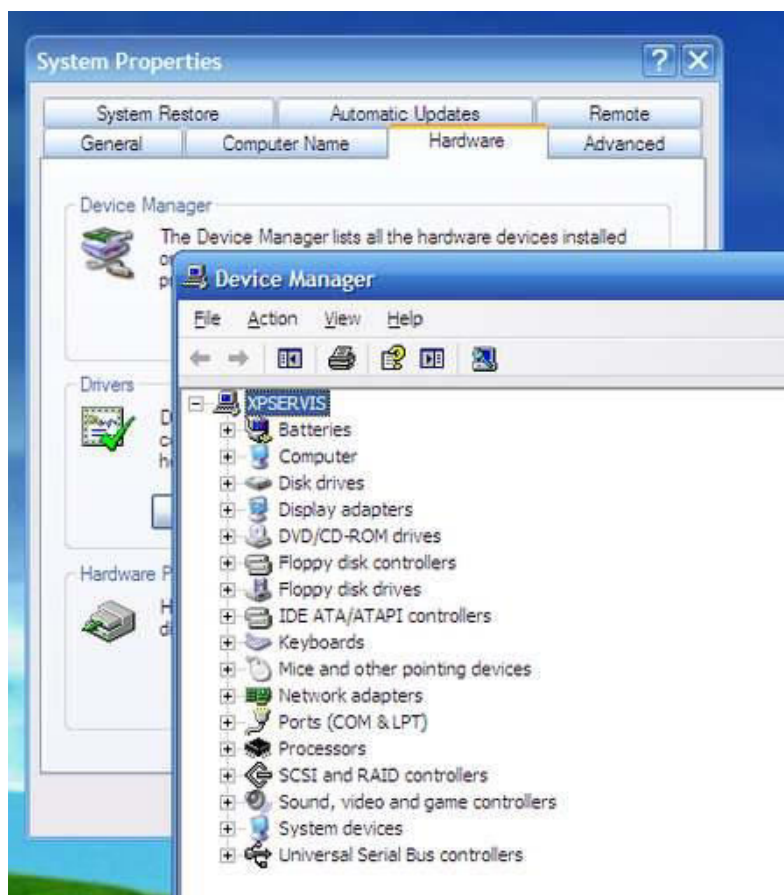 System Properties
System Restore Automatic Updates Remote
General Computer Name Hardware Advanced
Device Manager
The Device Manager lists all the hardware devices installed
Device Manager
File Action View Help
Drivers
XPSERVIS
Batteries
Computer
Disk drives
Display adapters
DVD/CD-ROM drives
Hardware
Floppy disk controllers
Floppy disk drives
IDE ATA/ATAPI controllers
Keyboards
Mice and other pointing devices
Network adapters
Ports (COM & LPT)
Processors
SCSI and RAID controllers
Sound, video and game controllers
System devices
Universal Serial Bus controllers